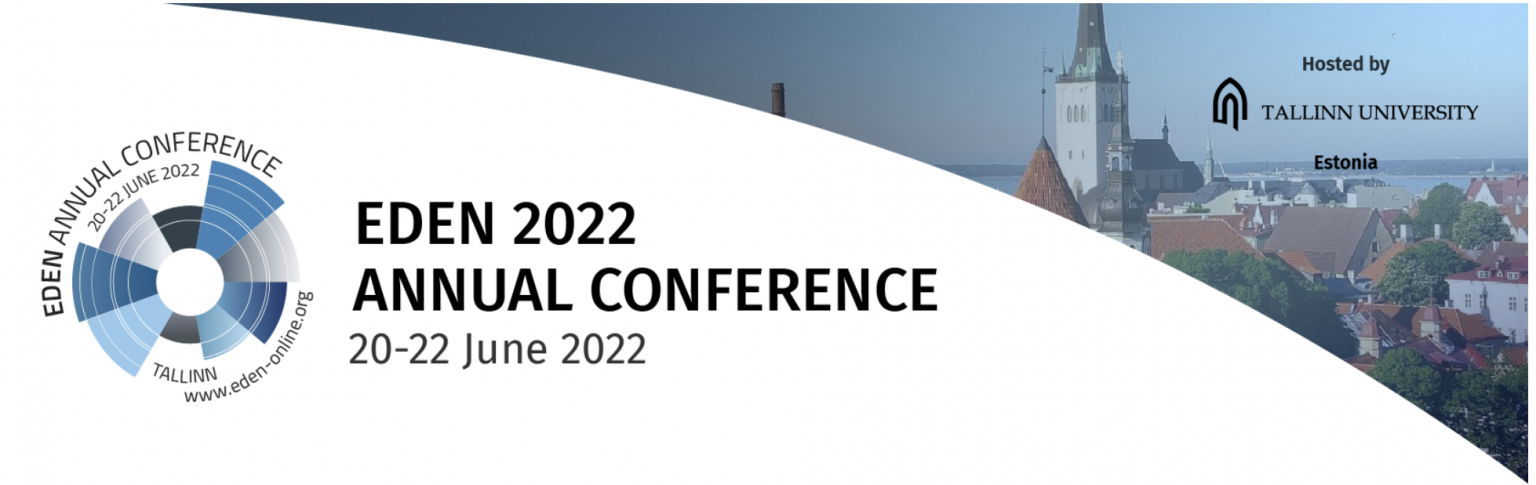 EDEN ANNUAL CONFERENCE
20-22 JUNE 2022
TALLINN
www.eden-online.org
EDEN 2022
ANNUAL CONFERENCE
20-22 June 2022
Hosted by
TALLINN UNIVERSITY
Estonia